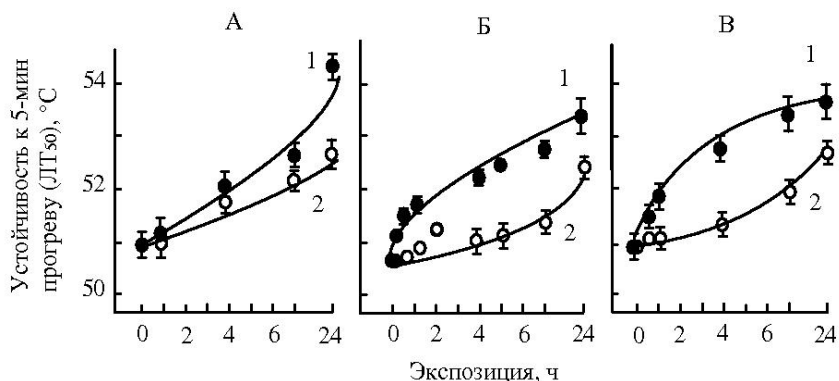 А Б В
Устойчивость к 5-мин
прогреву (ЛТ50), °С
54
52
50
1
2
1
2
1
2
0 2 4 6 24
0 2 4 6 24
0 2 4 6 24
Экспозиция, ч